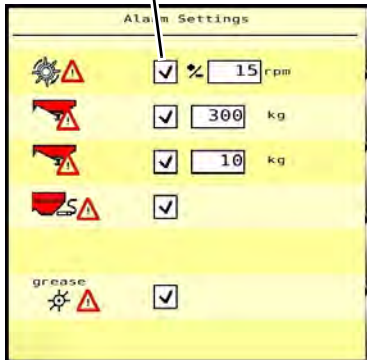 Alarm Settings
15 rpm
300 kg
10 kg
grease